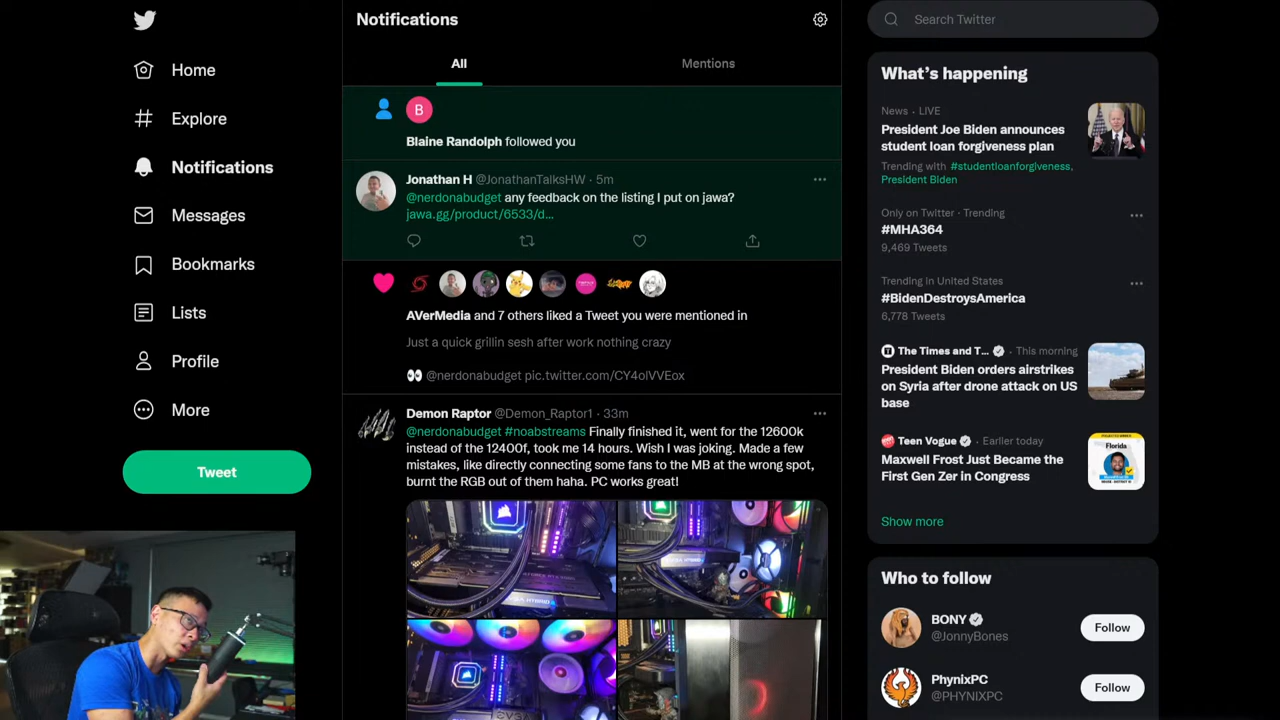 Home
Explore
Notifications
Messages
Bookmarks
Lists
Profile
More
Tweet
Notifications
All
Mentions
B
Blaine Randolph followed you
Jonathan H @JonathanTalksHW · 5m
@nerdonabudget any feedback on the listing I put on jawa?
jawa.gg/product/6533/d...
AVerMedia and 7 others liked a Tweet you were mentioned in
Just a quick grillin sesh after work nothing crazy
👀 @nerdonabudget pic.twitter.com/CY4olVVEox
Demon Raptor @Demon_Raptor1 · 33m
@nerdonabudget #noabstreams Finally finished it, went for the 12600k
instead of the 12400f, took me 14 hours. Wish I was joking. Made a few
mistakes, like directly connecting some fans to the MB at the wrong spot,
burnt the RGB out of them haha. PC works great!
Search Twitter
What's happening
News · LIVE
President Joe Biden announces
student loan forgiveness plan
Trending with #studentloanforgiveness,
President Biden
Only on Twitter · Trending
#MHA364
9,469 Tweets
Trending in United States
#BidenDestroysAmerica
6,778 Tweets
The Times and T... · This morning
President Biden orders airstrikes
on Syria after drone attack on US
base
Teen Vogue · Earlier today
Maxwell Frost Just Became the
First Gen Zer in Congress
Florida
Show more
Who to follow
BONY
@JonnyBones
Follow
PhynixPC
@PHYNIXPC
Follow